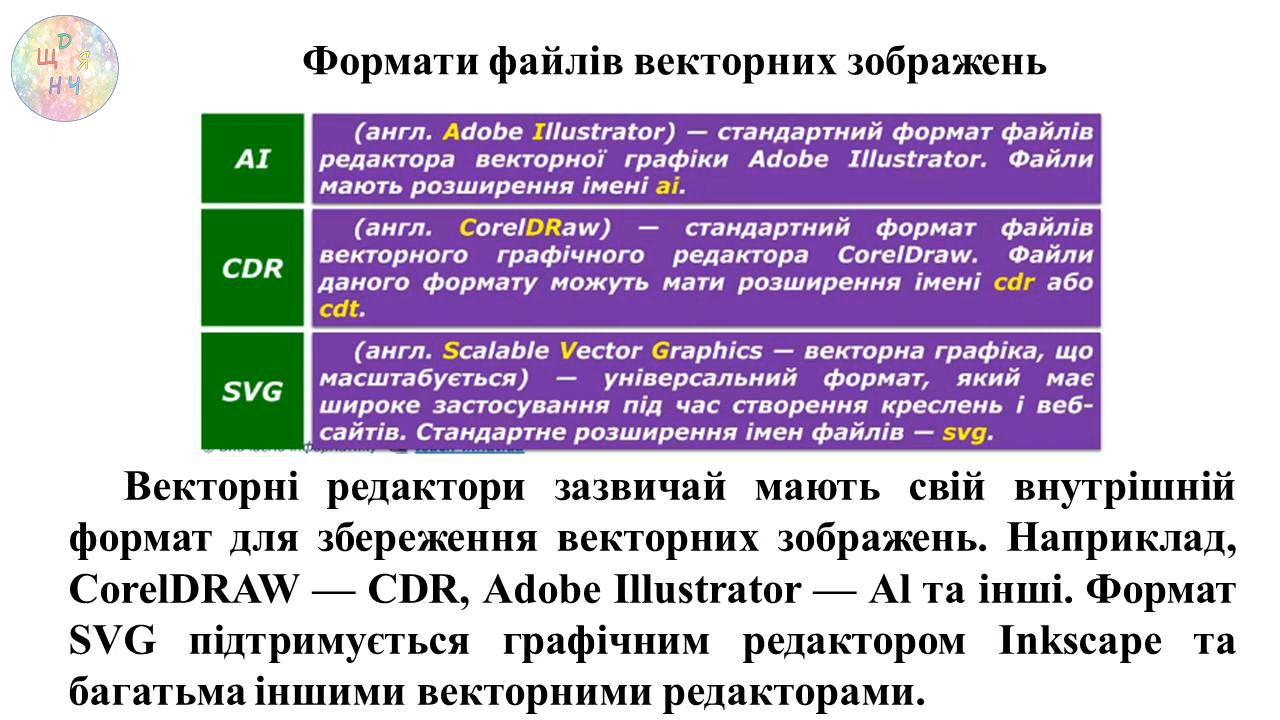 Щ Д Я Н Ч
Формати файлів векторних зображень
AI
(англ. Adobe Illustrator) — стандартний формат файлів
редактора векторної графіки Adobe Illustrator. Файли
мають розширення імені ai.
CDR
(англ. CorelDRaw) — стандартний формат файлів
векторного графічного редактора CorelDraw. Файли
даного формату можуть мати розширення імені cdr або
cdt.
SVG
(англ. Scalable Vector Graphics — векторна графіка, що
масштабується) — універсальний формат, який має
широке застосування під час створення креслень і веб-
сайтів. Стандартне розширення імен файлів — svg.
Векторні редактори зазвичай мають свій внутрішній
формат для збереження векторних зображень. Наприклад,
CorelDRAW — CDR, Adobe Illustrator — Al та інші. Формат
SVG підтримується графічним редактором Inkscape та
багатьма іншими векторними редакторами.